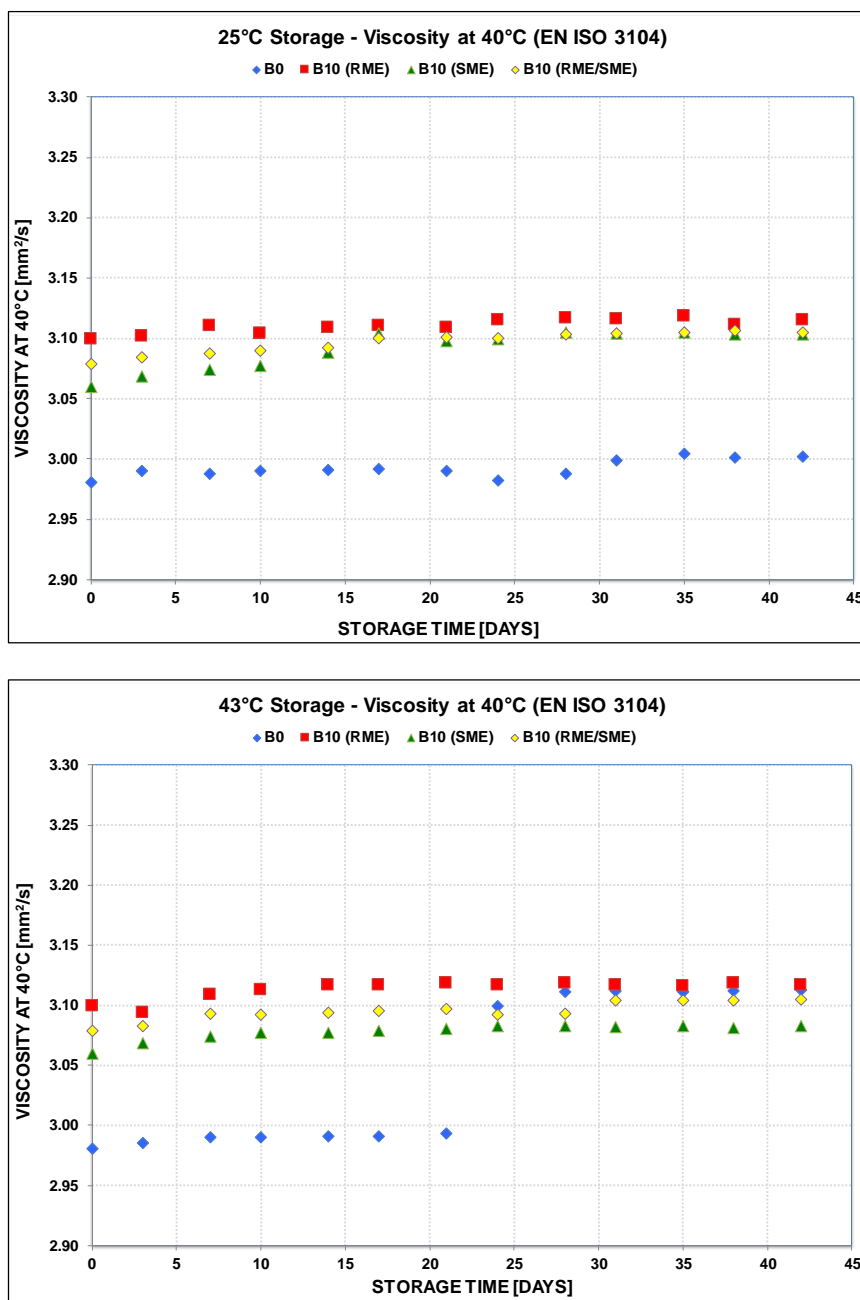 25°C Storage - Viscosity at 40°C (EN ISO 3104)
B0 B10 (RME) B10 (SME) B10 (RME/SME)
3.30
3.25
3.20
3.15
3.10
3.05
3.00
2.95
2.90
VISCOSITY AT 40°C [mm²/s]
0 5 10 15 20 25 30 35 40 45
STORAGE TIME [DAYS]
43°C Storage - Viscosity at 40°C (EN ISO 3104)
B0 B10 (RME) B10 (SME) B10 (RME/SME)
3.30
3.25
3.20
3.15
3.10
3.05
3.00
2.95
2.90
VISCOSITY AT 40°C [mm²/s]
0 5 10 15 20 25 30 35 40 45
STORAGE TIME [DAYS]